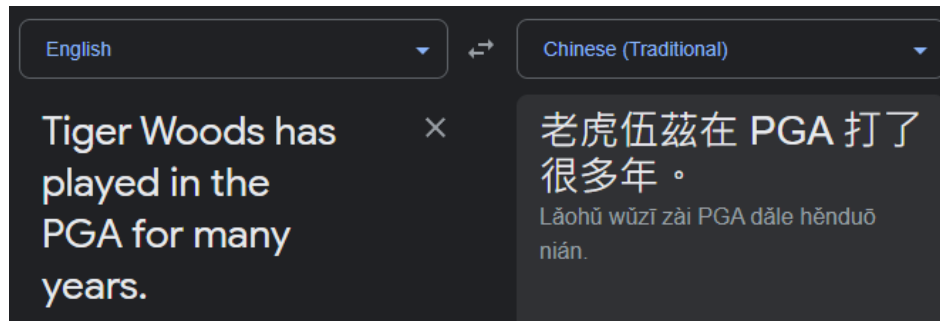 English
Chinese (Traditional)
Tiger Woods has
played in the
PGA for many
years.
老虎伍茲在 PGA 打了
很多年。
Lǎohǔ wǔzī zài PGA dǎle hěnduō
nián.